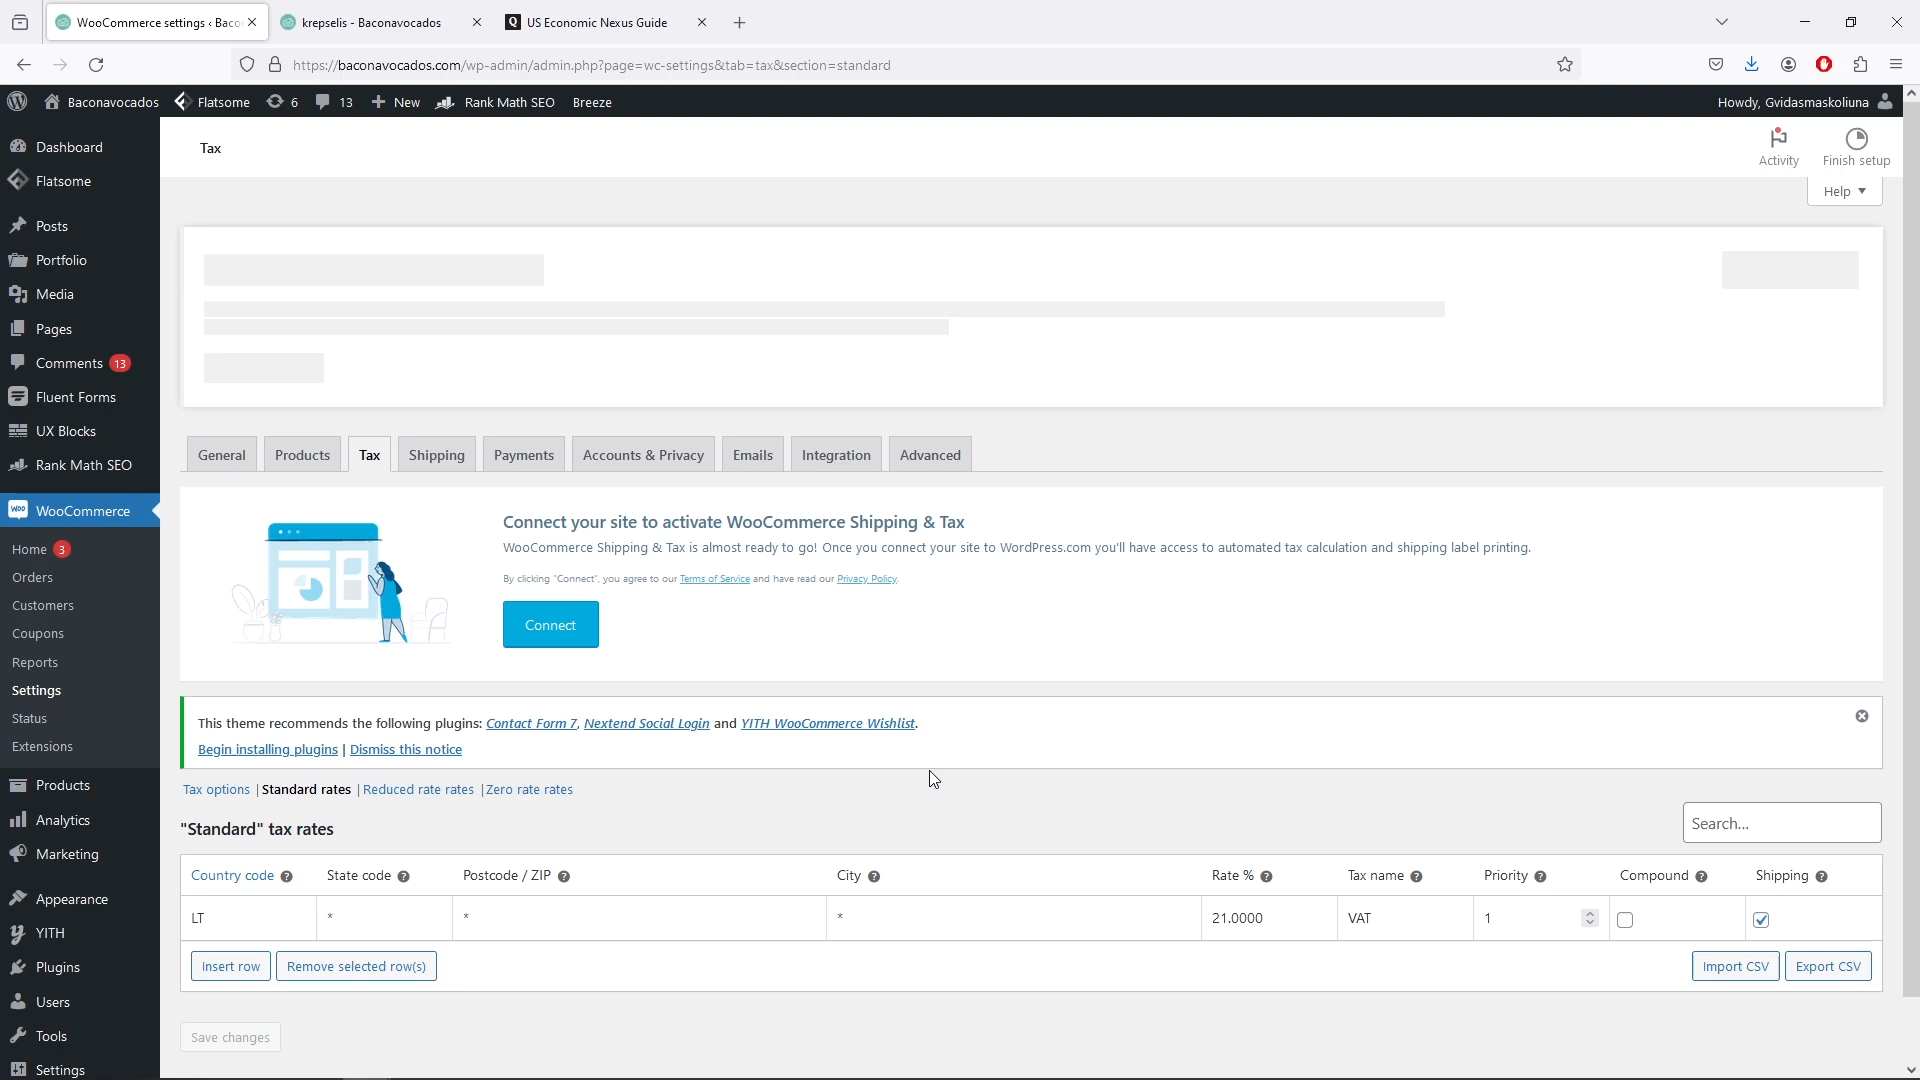 WooCommerce settings ‹ Baco
krepselis - Baconavocados
US Economic Nexus Guide
https://baconavocados.com/wp-admin/admin.php?page=wc-settings&tab=tax&section=standard
Baconavocados
Flatsome
6
13
New
Rank Math SEO
Breeze
Howdy, Gvidasmaskoliuna
Dashboard
Flatsome
Posts
Portfolio
Media
Pages
Comments 13
Fluent Forms
UX Blocks
Rank Math SEO
WooCommerce
Home 3
Orders
Customers
Coupons
Reports
Settings
Status
Extensions
Products
Analytics
Marketing
Appearance
YITH
Plugins
Users
Tools
Settings
Tax
Activity
Finish setup
Help
General
Products
Tax
Shipping
Payments
Accounts & Privacy
Emails
Integration
Advanced
Connect your site to activate WooCommerce Shipping & Tax
WooCommerce Shipping & Tax is almost ready to go! Once you connect your site to WordPress.com you'll have access to automated tax calculation and shipping label printing.
By clicking "Connect", you agree to our Terms of Service and have read our Privacy Policy.
Connect
This theme recommends the following plugins: Contact Form 7, Nextend Social Login and YITH WooCommerce Wishlist.
Begin installing plugins | Dismiss this notice
Tax options | Standard rates | Reduced rate rates | Zero rate rates
"Standard" tax rates
Search...
Country code State code Postcode / ZIP City Rate % Tax name Priority Compound Shipping
LT * * * 21.0000 VAT 1
Insert row
Remove selected row(s)
Import CSV
Export CSV
Save changes